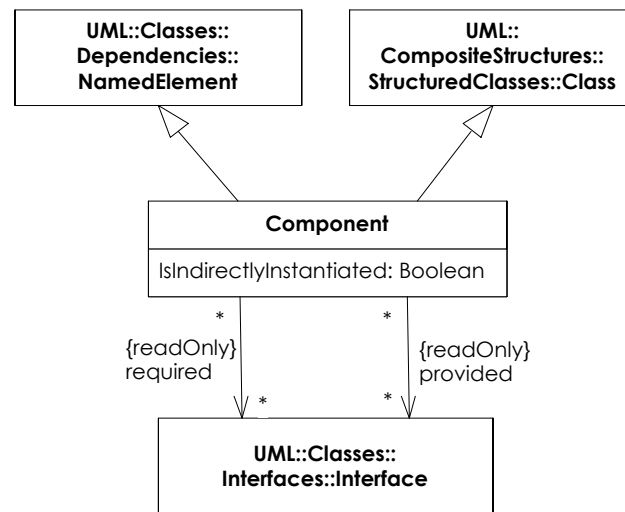 UML::Classes::
Dependencies::
NamedElement
UML::
CompositeStructures::
StructuredClasses::Class
Component
IsIndirectlyInstantiated: Boolean
*
*
{readOnly}
required
{readOnly}
provided
*
*
UML::Classes::
Interfaces::Interface